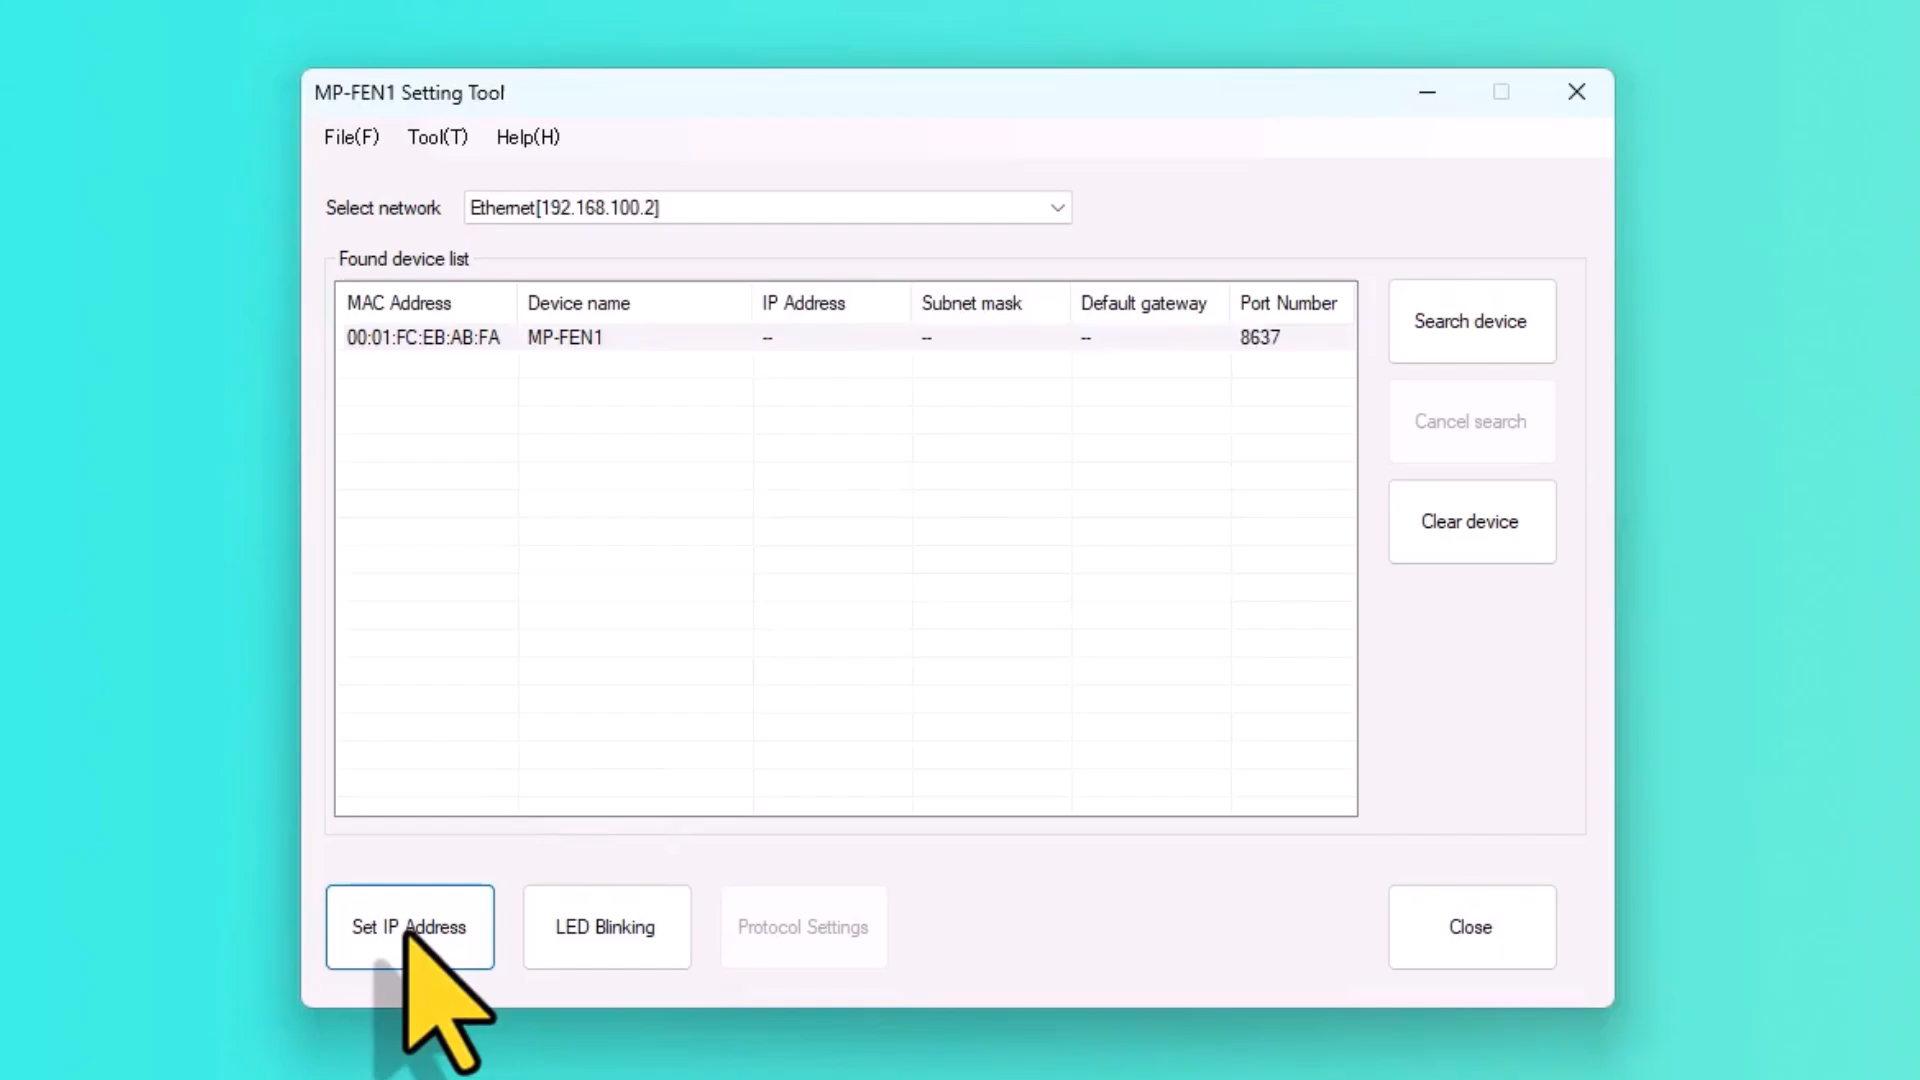 MP-FEN1 Setting Tool
File(F) Tool(T) Help(H)
Select network Ethernet[192.168.100.2]
Found device list
MAC Address Device name IP Address Subnet mask Default gateway Port Number
00:01:FC:EB:AB:FA MP-FEN1 -- -- -- 8637
Search device
Cancel search
Clear device
Set IP Address LED Blinking Protocol Settings Close